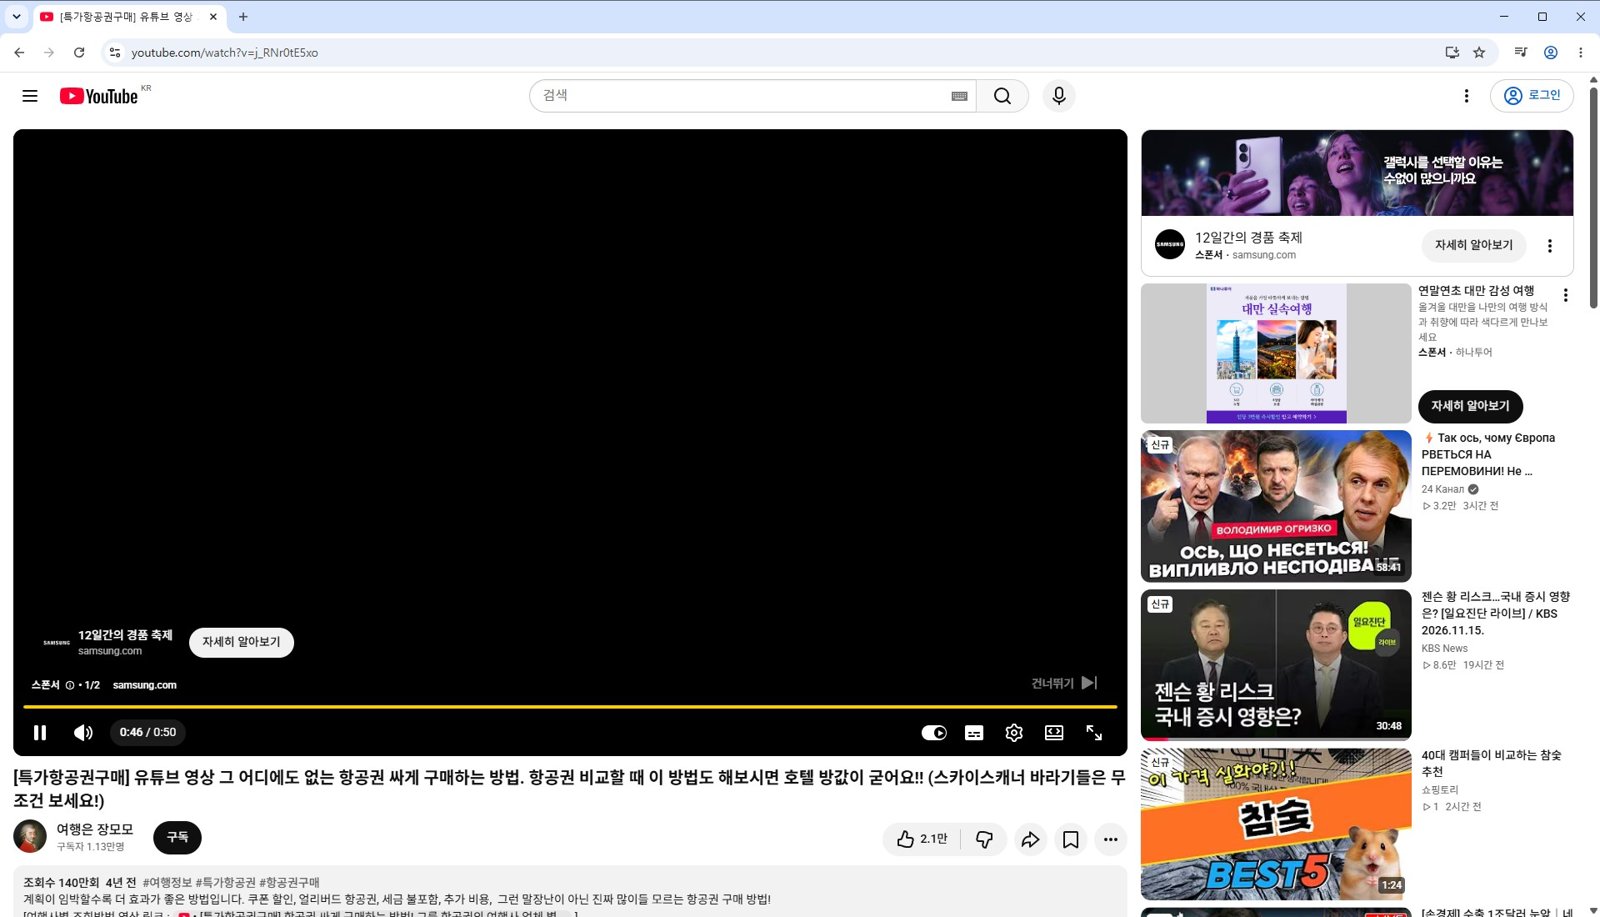 [특가항공권구매] 유튜브 영상
youtube.com/watch?v=j_RNr0tE5xo
YouTube KR
검색
로그인
12일간의 경품 축제
samsung.com
자세히 알아보기
스폰서 • 1/2 samsung.com
건너뛰기
0:46 / 0:50
[특가항공권구매] 유튜브 영상 그 어디에도 없는 항공권 싸게 구매하는 방법. 항공권 비교할 때 이 방법도 해보시면 호텔 방값이 굳어요!! (스카이스캐너 바라기들은 무
조건 보세요!)
여행은 장모모
구독자 1.13만명
구독
2.1만
조회수 140만회 4년 전 #여행정보 #특가항공권 #항공권구매
계획이 임박할수록 더 효과가 좋은 방법입니다. 쿠폰 할인, 얼리버드 항공권, 세금 불포함, 추가 비용, 그런 말장난이 아닌 진짜 많이들 모르는 항공권 구매 방법!
갤럭시를 선택할 이유는
수없이 많으니까요
SAMSUNG
12일간의 경품 축제
스폰서 · samsung.com
자세히 알아보기
대만 실속여행
연말연초 대만 감성 여행
올겨울 대만을 나만의 여행 방식
과 취향에 따라 색다르게 만나보
세요
스폰서 · 하나투어
자세히 알아보기
신규
ВОЛОДИМИР ОГРИЗКО
ОСЬ, ЩО НЕСЕТЬСЯ!
ВИПЛИВЛО НЕСПОДІВАНЕ
58:41
⚡ Так ось, чому Європа
РВЕТЬСЯ НА
ПЕРЕМОВИНИ! Не ...
24 Канал
3.2만 3시간 전
신규
일요진단
라이브
젠슨 황 리스크
국내 증시 영향은?
30:48
젠슨 황 리스크…국내 증시 영향
은? [일요진단 라이브] / KBS
2026.11.15.
KBS News
8.6만 19시간 전
신규
이 가격 실화야?!!
참숯
BEST5
1:24
40대 캠퍼들이 비교하는 참숯
추천
쇼핑토리
1 2시간 전